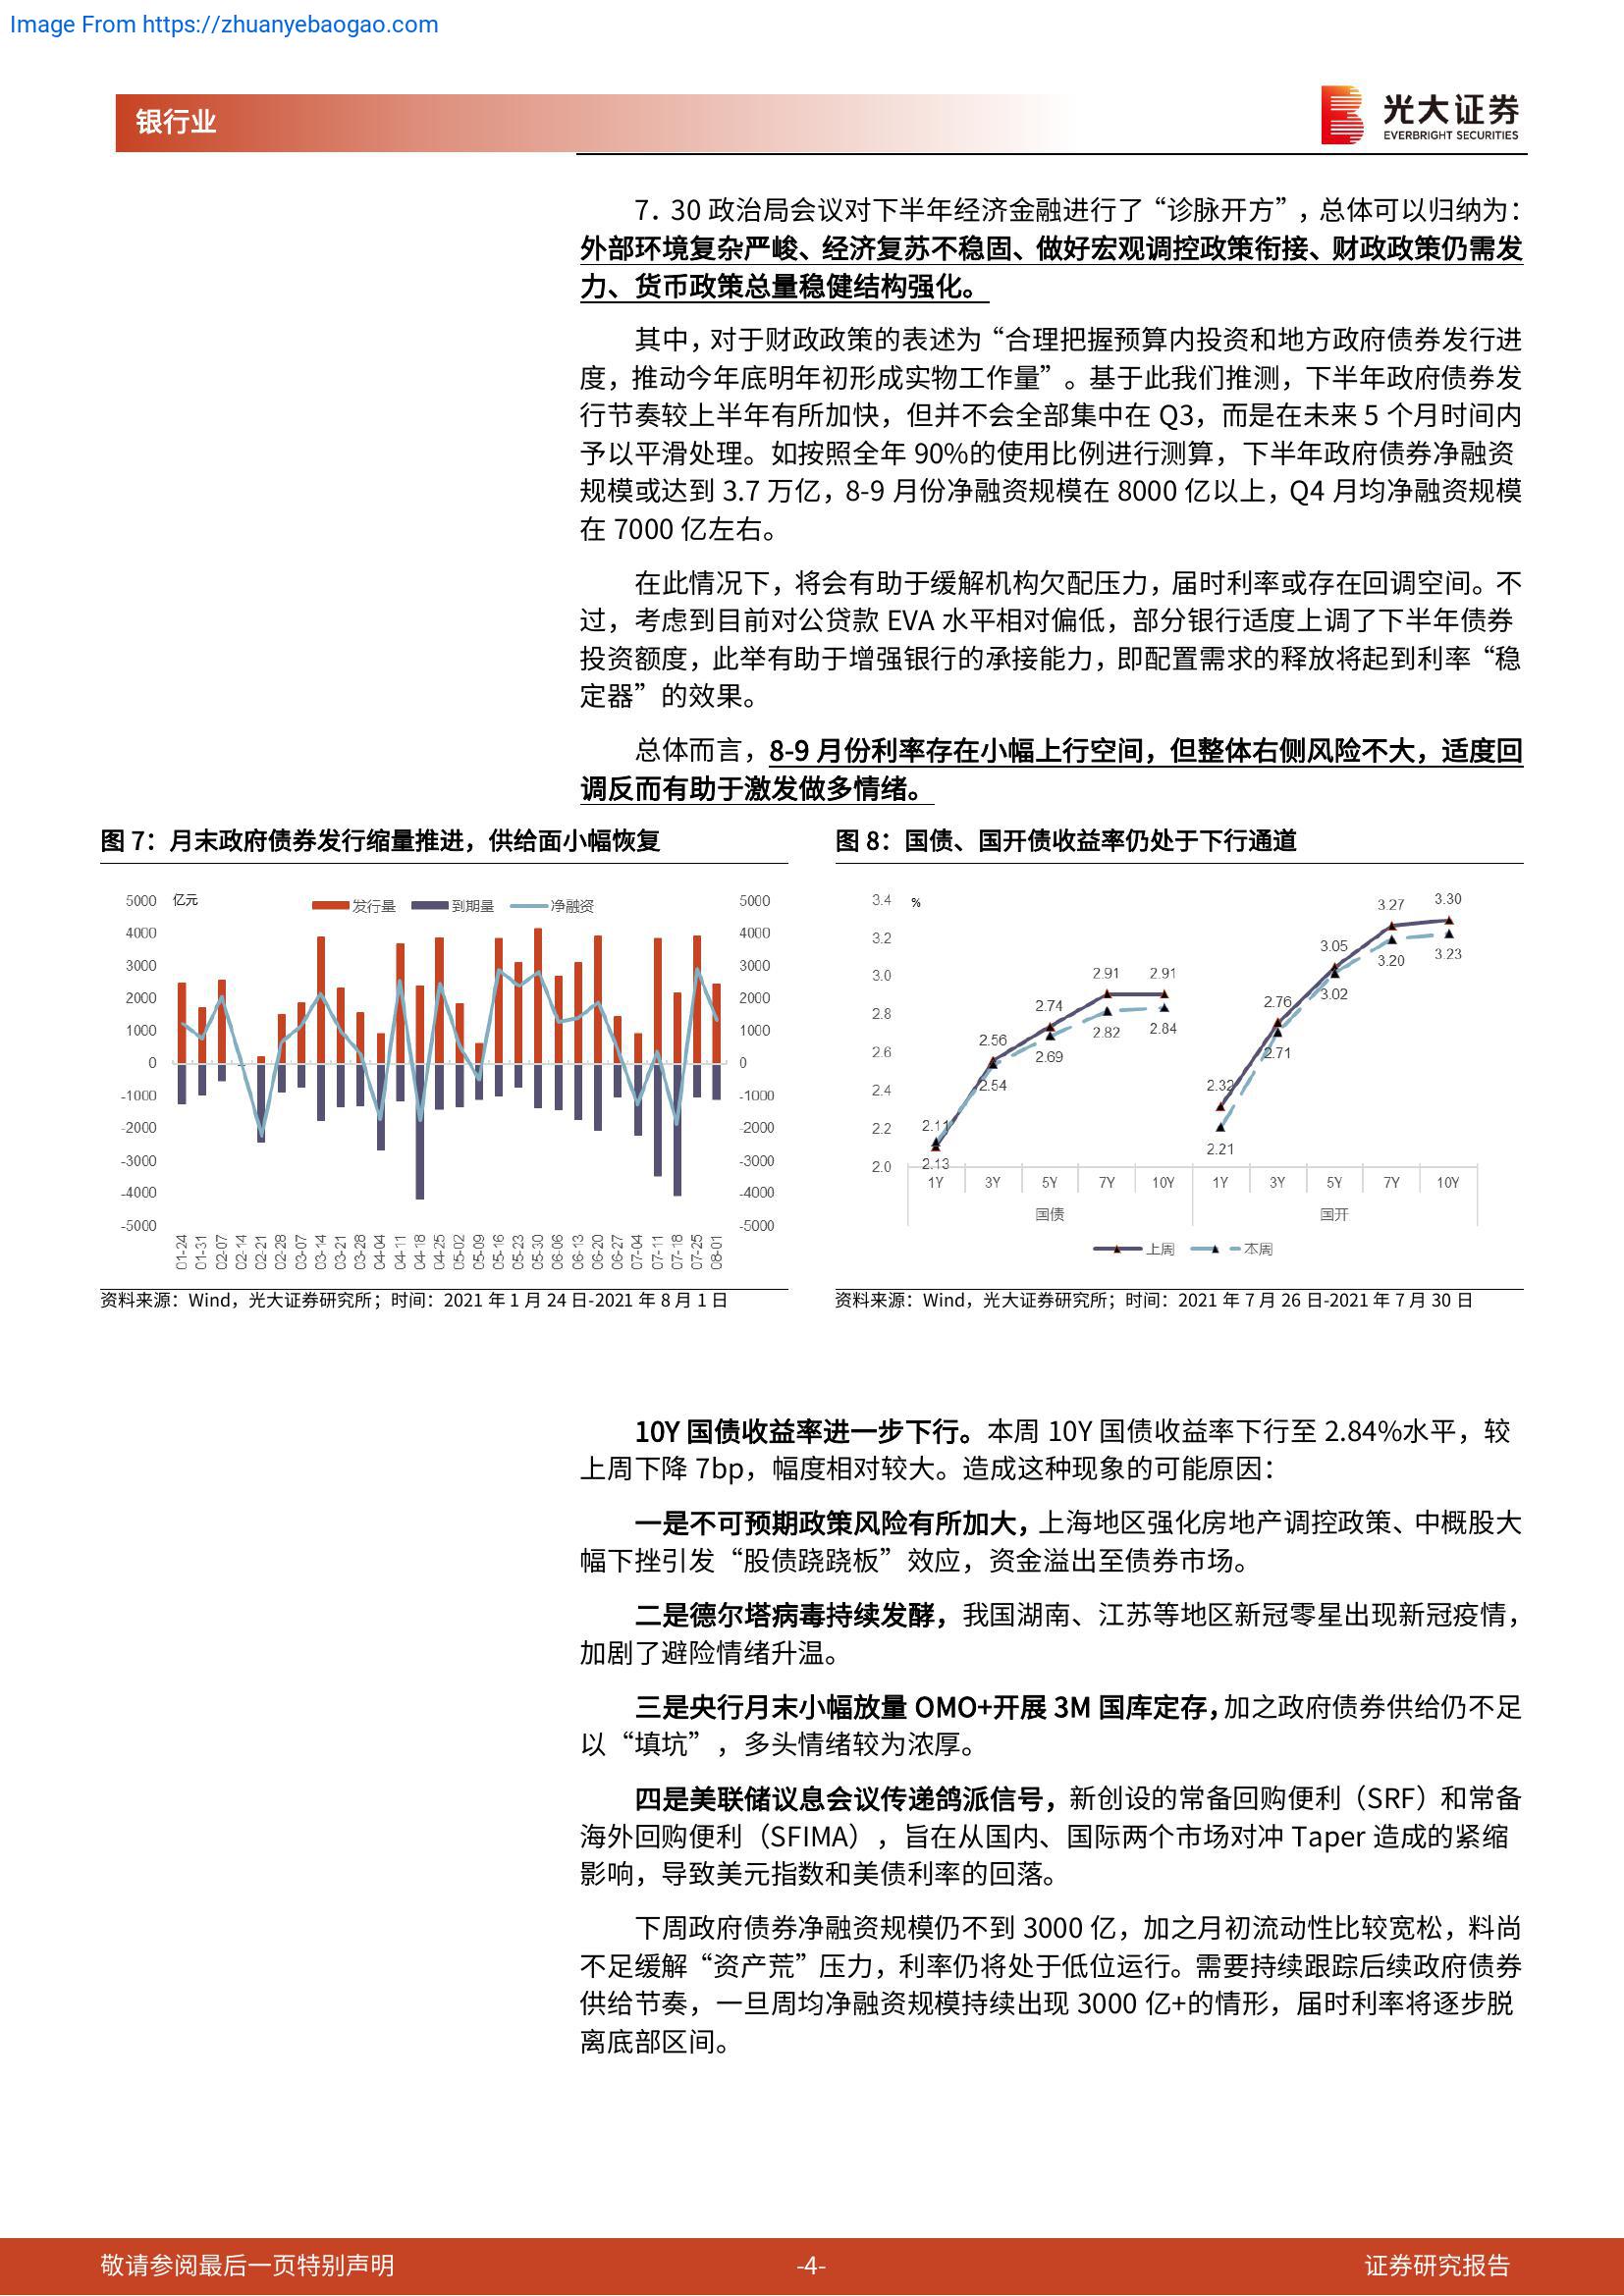 Image From https://zhuanyebaogao.com
银行业
光大证券
EVERBRIGHT SECURITIES
7．30 政治局会议对下半年经济金融进行了“诊脉开方”，总体可以归纳为：
外部环境复杂严峻、经济复苏不稳固、做好宏观调控政策衔接、财政政策仍需发
力、货币政策总量稳健结构强化。
其中，对于财政政策的表述为“合理把握预算内投资和地方政府债券发行进
度，推动今年底明年初形成实物工作量”。基于此我们推测，下半年政府债券发
行节奏较上半年有所加快，但并不会全部集中在 Q3，而是在未来 5 个月时间内
予以平滑处理。如按照全年 90%的使用比例进行测算，下半年政府债券净融资
规模或达到 3.7 万亿，8-9 月份净融资规模在 8000 亿以上，Q4 月均净融资规模
在 7000 亿左右。
在此情况下，将会有助于缓解机构欠配压力，届时利率或存在回调空间。不
过，考虑到目前对公贷款 EVA 水平相对偏低，部分银行适度上调了下半年债券
投资额度，此举有助于增强银行的承接能力，即配置需求的释放将起到利率“稳
定器”的效果。
总体而言，8-9 月份利率存在小幅上行空间，但整体右侧风险不大，适度回
调反而有助于激发做多情绪。
图 7：月末政府债券发行缩量推进，供给面小幅恢复
5000 亿元 发行量 到期量 净融资 5000
4000 4000
3000 3000
2000 2000
1000 1000
0 0
-1000 -1000
-2000 -2000
-3000 -3000
-4000 -4000
-5000 -5000
01-24 01-31 02-07 02-14 02-21 02-28 03-07 03-14 03-21 03-28 04-04 04-11 04-18 04-25 05-02 05-09 05-16 05-23 05-30 06-06 06-13 06-20 06-27 07-04 07-11 07-18 07-25 08-01
资料来源：Wind，光大证券研究所；时间：2021 年 1 月 24 日-2021 年 8 月 1 日
图 8：国债、国开债收益率仍处于下行通道
3.4 %
3.2
3.0
2.8
2.6
2.4
2.2
2.0
2.11 2.56 2.74 2.91 2.91 2.32 2.76 3.05 3.27 3.30
2.13 2.54 2.69 2.82 2.84 2.21 2.71 3.02 3.20 3.23
1Y 3Y 5Y 7Y 10Y 1Y 3Y 5Y 7Y 10Y
国债 国开
上周 本周
资料来源：Wind，光大证券研究所；时间：2021 年 7 月 26 日-2021 年 7 月 30 日
10Y 国债收益率进一步下行。本周 10Y 国债收益率下行至 2.84%水平，较
上周下降 7bp，幅度相对较大。造成这种现象的可能原因：
一是不可预期政策风险有所加大，上海地区强化房地产调控政策、中概股大
幅下挫引发“股债跷跷板”效应，资金溢出至债券市场。
二是德尔塔病毒持续发酵，我国湖南、江苏等地区新冠零星出现新冠疫情，
加剧了避险情绪升温。
三是央行月末小幅放量 OMO+开展 3M 国库定存，加之政府债券供给仍不足
以“填坑”，多头情绪较为浓厚。
四是美联储议息会议传递鸽派信号，新创设的常备回购便利（SRF）和常备
海外回购便利（SFIMA），旨在从国内、国际两个市场对冲 Taper 造成的紧缩
影响，导致美元指数和美债利率的回落。
下周政府债券净融资规模仍不到 3000 亿，加之月初流动性比较宽松，料尚
不足缓解“资产荒”压力，利率仍将处于低位运行。需要持续跟踪后续政府债券
供给节奏，一旦周均净融资规模持续出现 3000 亿+的情形，届时利率将逐步脱
离底部区间。
敬请参阅最后一页特别声明
-4-
证券研究报告